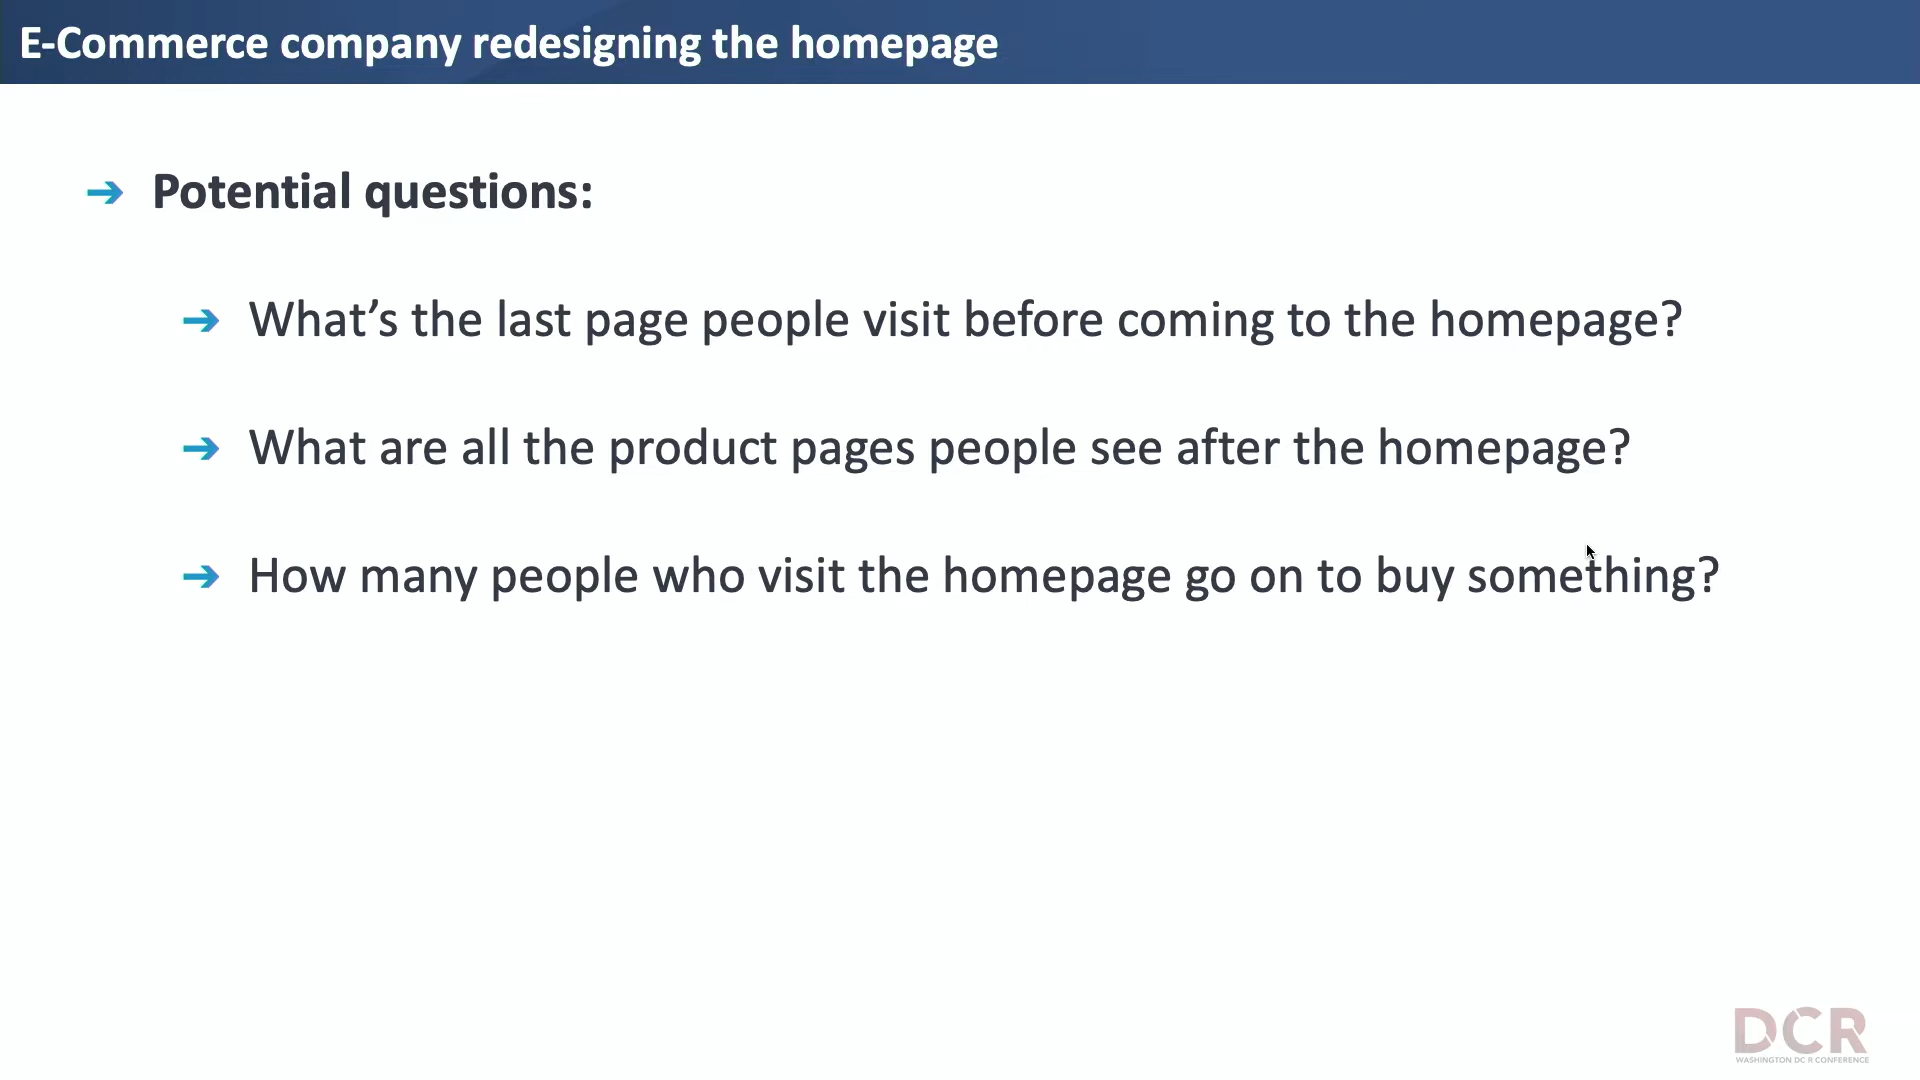 E-Commerce company redesigning the homepage
➔ Potential questions:
➔ What’s the last page people visit before coming to the homepage?
➔ What are all the product pages people see after the homepage?
➔ How many people who visit the homepage go on to buy something?
DCR
WASHINGTON DC R CONFERENCE